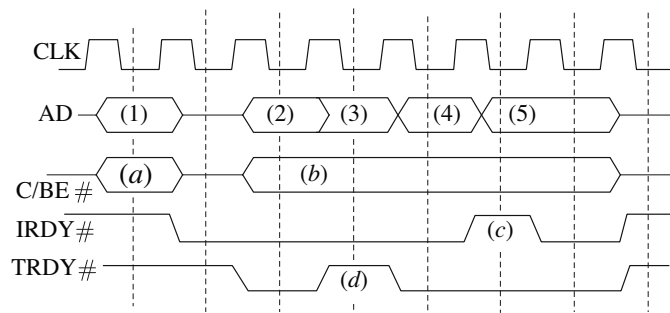 CLK
AD (1) (2) (3) (4) (5)
C/BE # (a) (b)
IRDY# (c)
TRDY# (d)